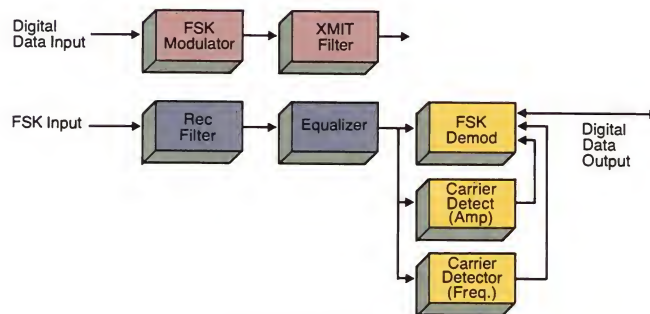 Digital
Data Input
FSK
Modulator
XMIT
Filter
FSK Input
Rec
Filter
Equalizer
FSK
Demod
Digital
Data
Output
Carrier
Detect
(Amp)
Carrier
Detector
(Freq.)